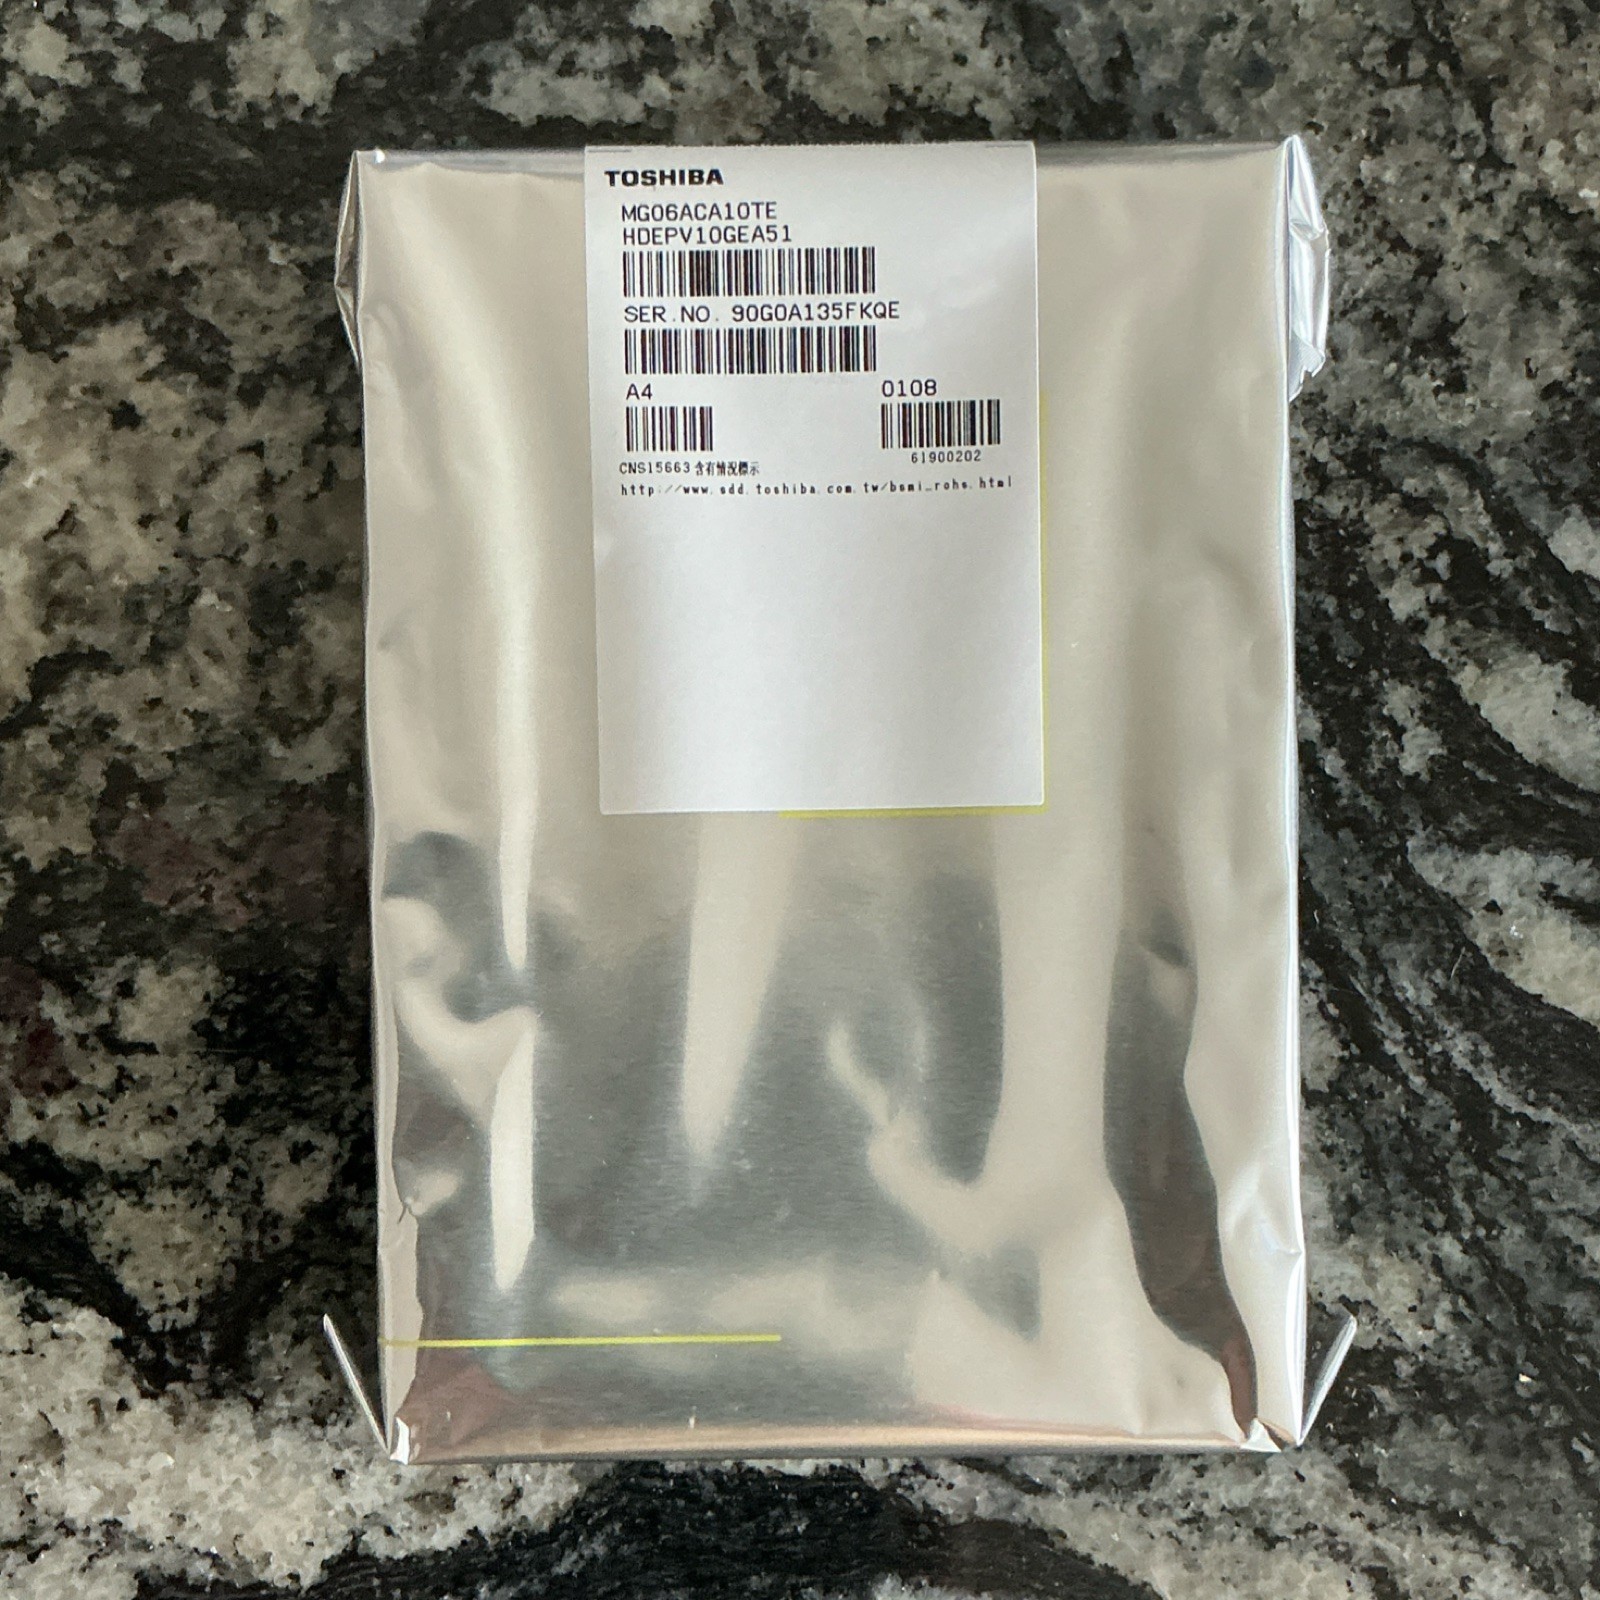 TOSHIBA
MG06ACA10TE
HDEPV10GEA51
SER.NO. 90G0A135FKQE
A4 0108
61900202
CNS15663 含有情況標示
http://www.sdd.toshiba.com.tw/bsmi_rohs.html